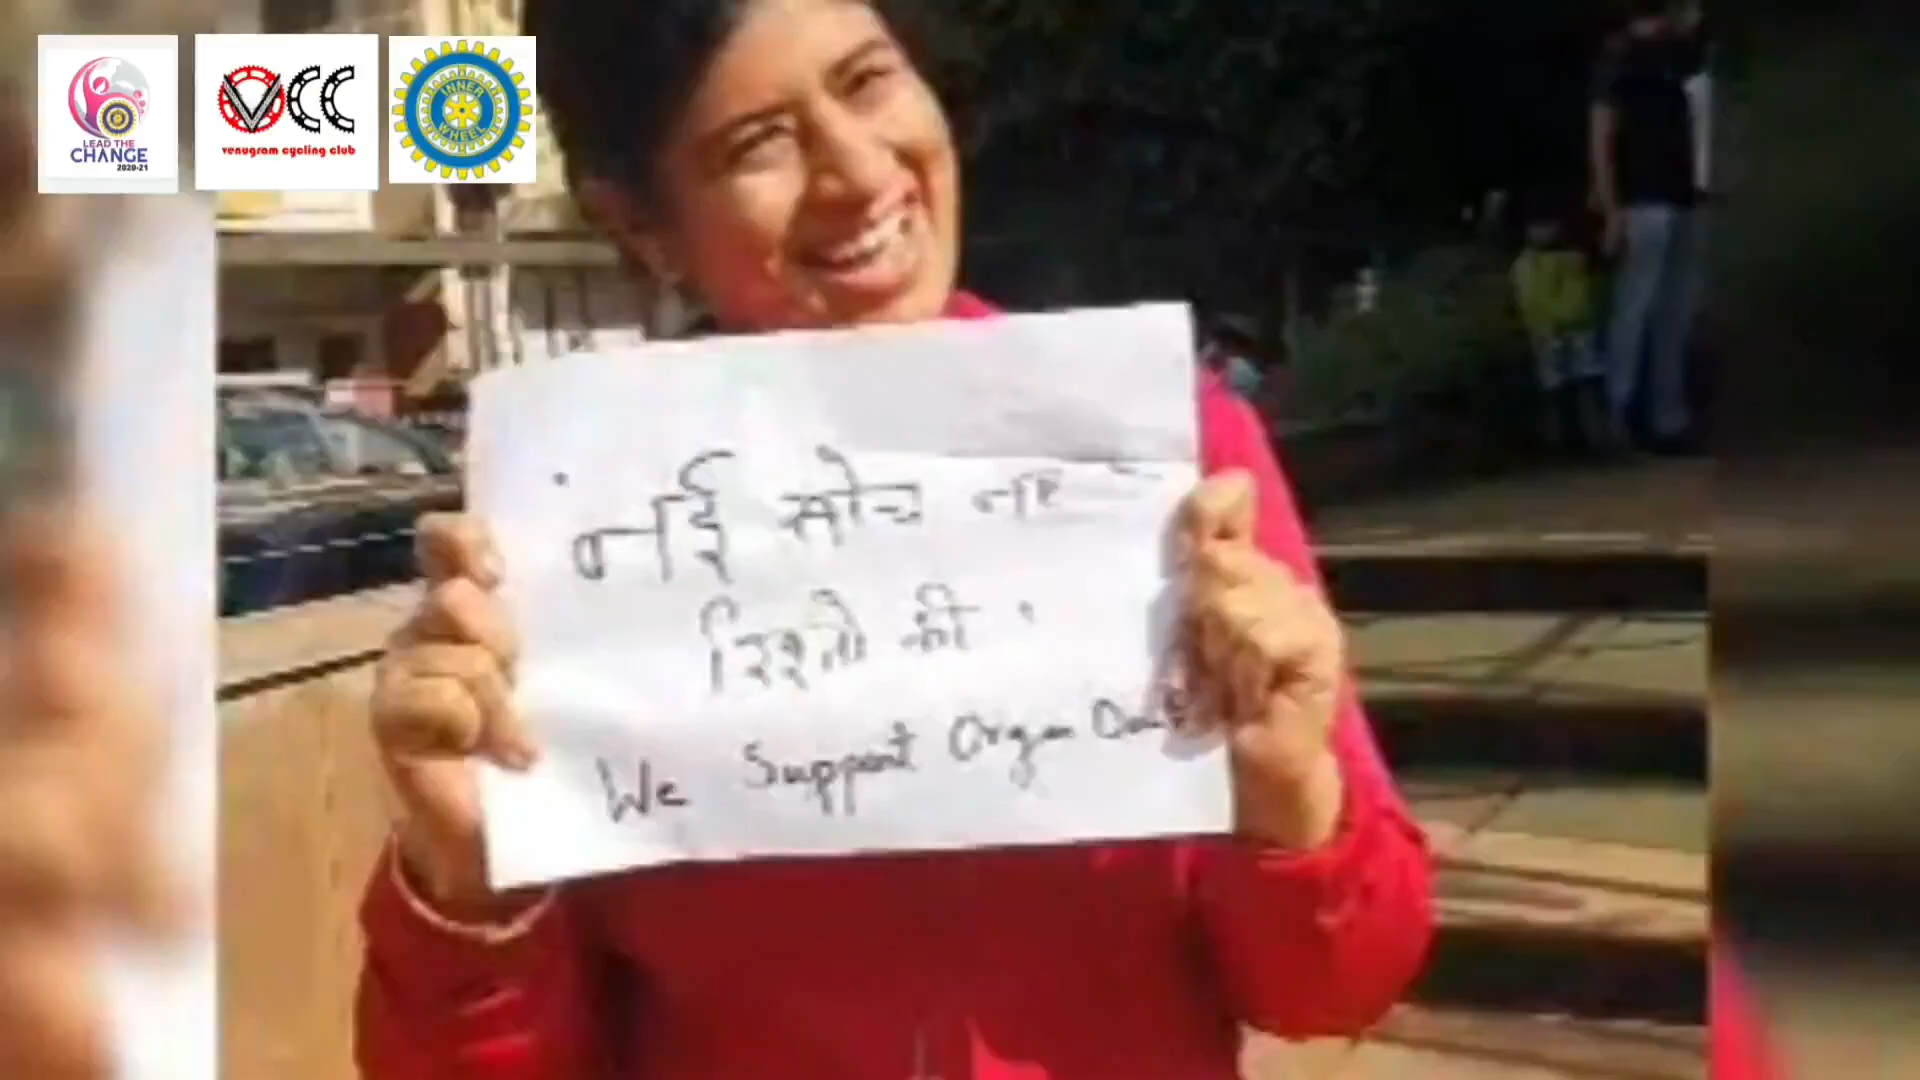 LEAD THE
CHANGE
2020-21
VCC
venugram cycling club
INNER
WHEEL
नई सोच नए
रिश्तो की
We Support Organ